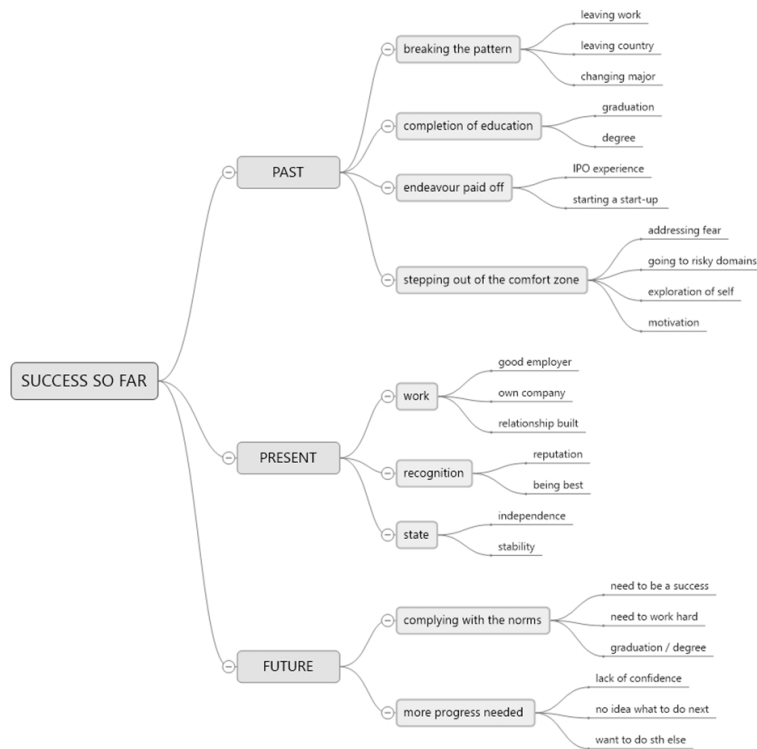 SUCCESS SO FAR
PAST
breaking the pattern
leaving work
leaving country
changing major
completion of education
graduation
degree
endeavour paid off
IPO experience
starting a start-up
stepping out of the comfort zone
addressing fear
going to risky domains
exploration of self
motivation
PRESENT
work
good employer
own company
relationship built
recognition
reputation
being best
state
independence
stability
FUTURE
complying with the norms
need to be a success
need to work hard
graduation / degree
more progress needed
lack of confidence
no idea what to do next
want to do sth else